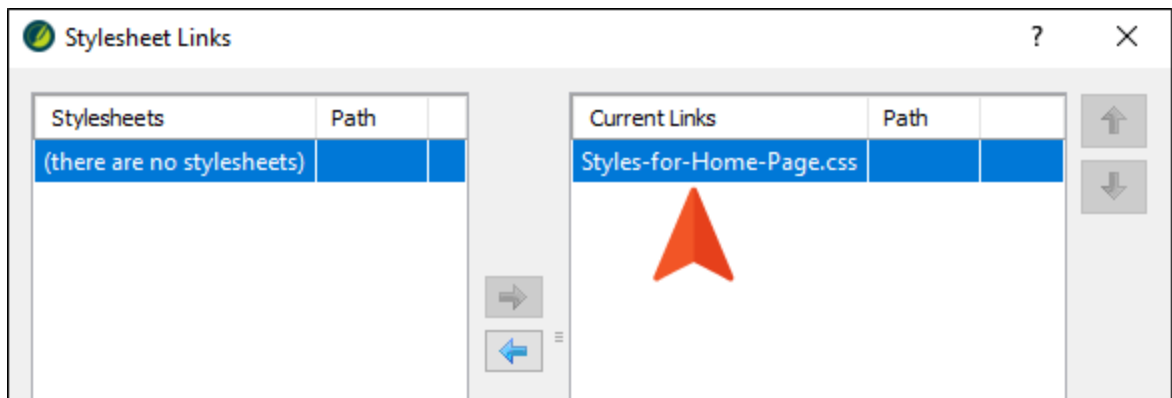 Stylesheet Links
?
Stylesheets Path
Current Links Path
(there are no stylesheets)
Styles-for-Home-Page.css